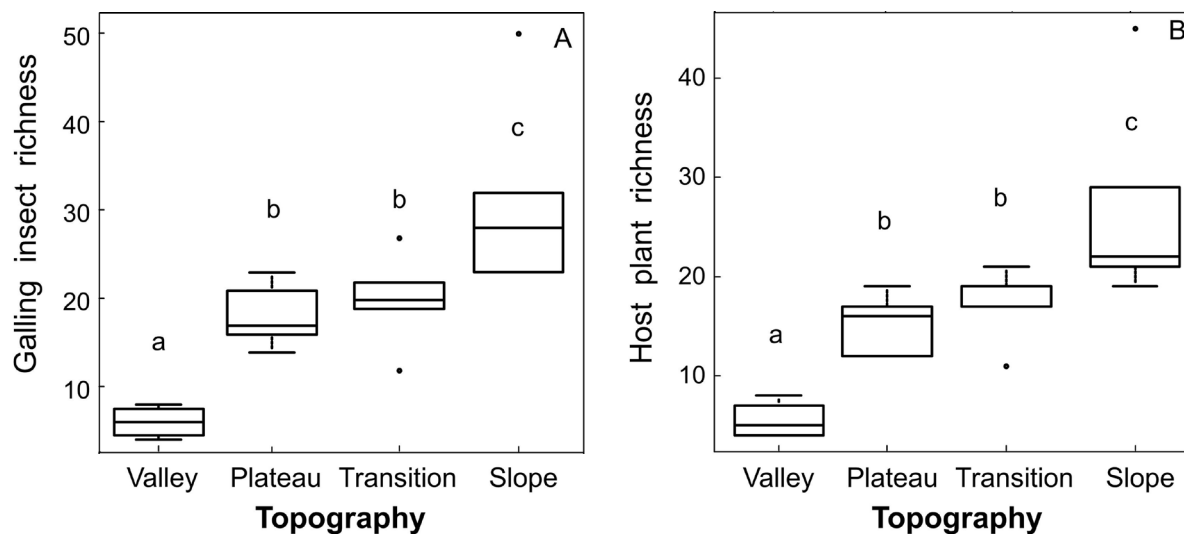 A
Galling insect richness
50
40
30
20
10
a
b
b
c
Valley Plateau Transition Slope
Topography
B
Host plant richness
40
30
20
10
a
b
b
c
Valley Plateau Transition Slope
Topography